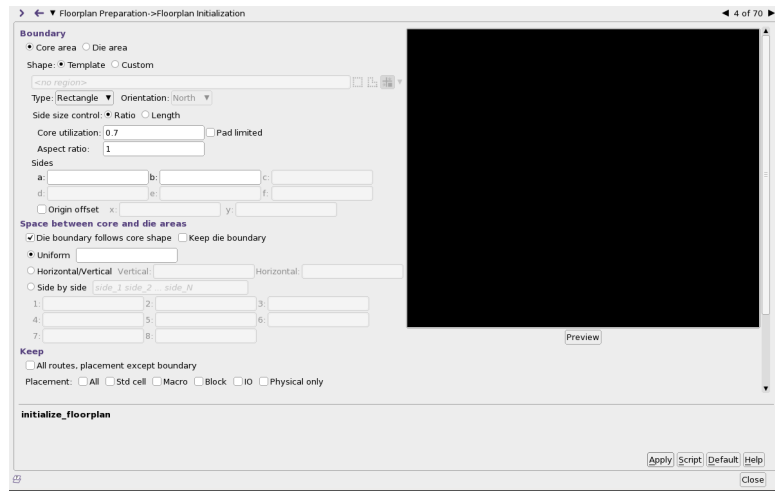 Floorplan Preparation->Floorplan Initialization 4 of 70
Boundary
Core area Die area
Shape: Template Custom
<no region>
Type: Rectangle Orientation: North
Side size control: Ratio Length
Core utilization: 0.7 Pad limited
Aspect ratio: 1
Sides
a: b: c:
d: e: f:
Origin offset x: y:
Space between core and die areas
Die boundary follows core shape Keep die boundary
Uniform
Horizontal/Vertical Vertical: Horizontal:
Side by side side_1 side_2 ... side_N
1: 2: 3:
4: 5: 6:
7: 8:
Preview
Keep
All routes, placement except boundary
Placement: All Std cell Macro Block IO Physical only
initialize_floorplan
Apply Script Default Help
Close